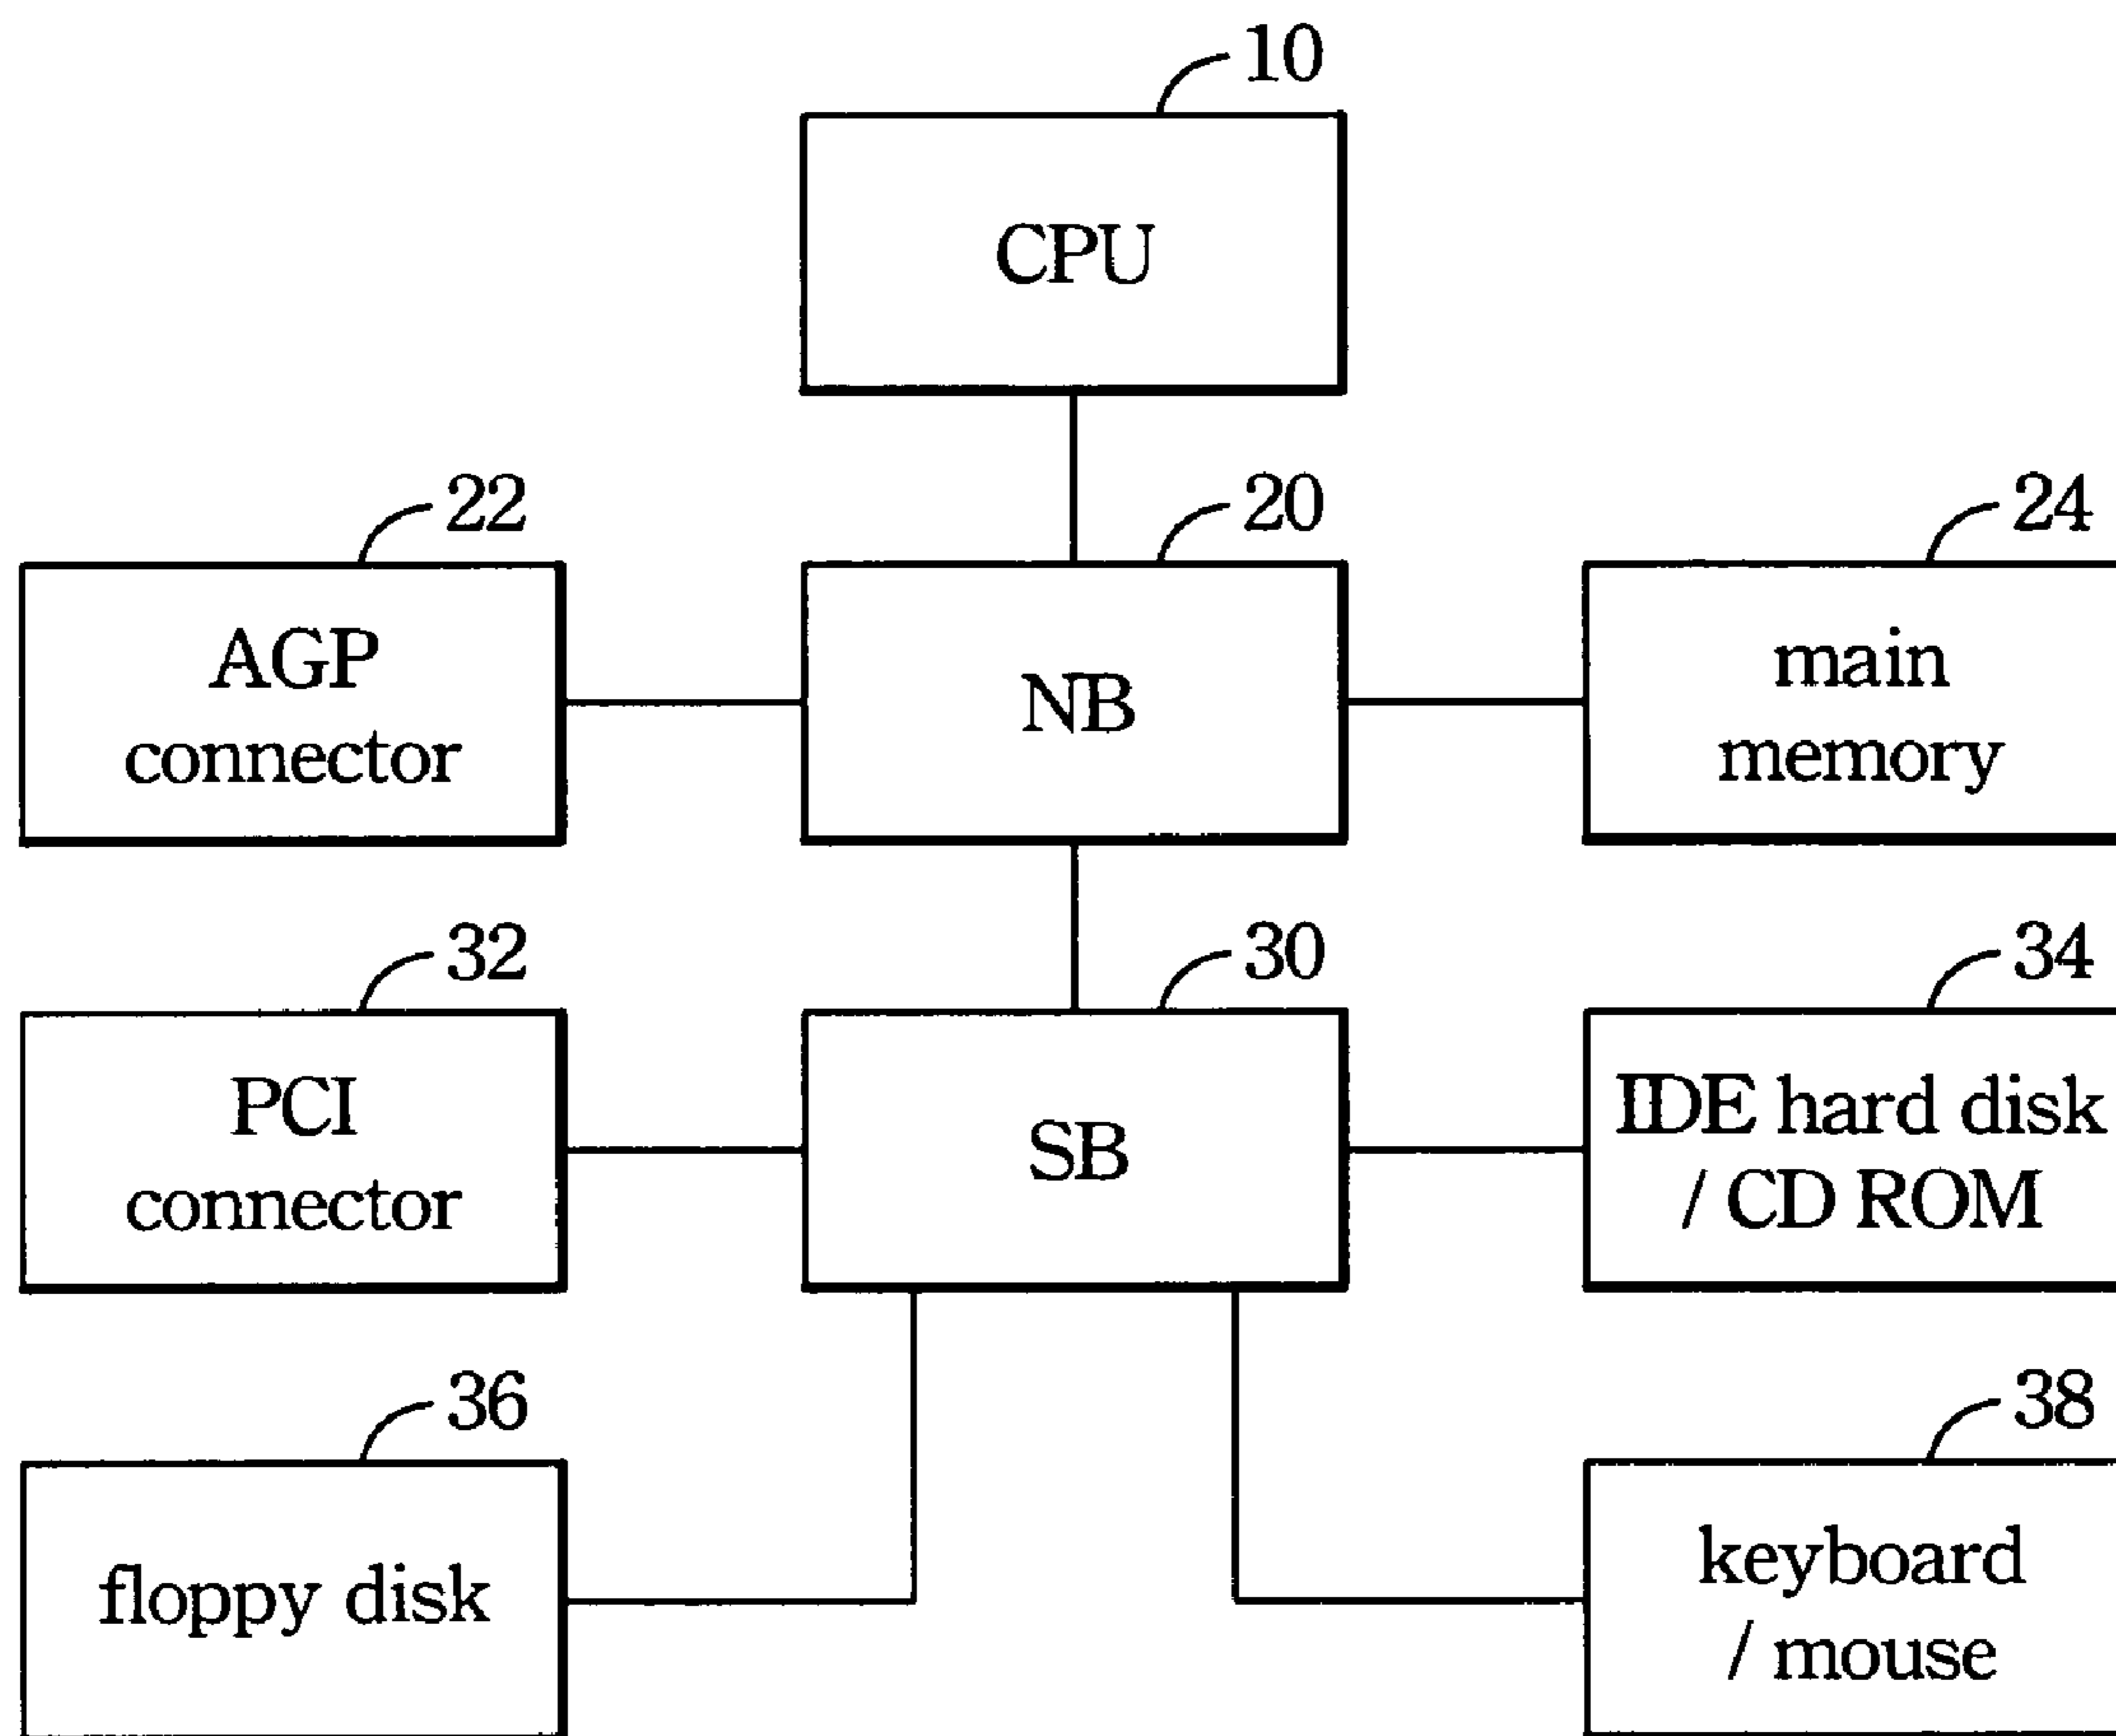 10
CPU
22
20
24
AGP
connector
NB
main
memory
32
30
34
PCI
connector
SB
IDE hard disk
/ CD ROM
36
38
floppy disk
keyboard
/ mouse